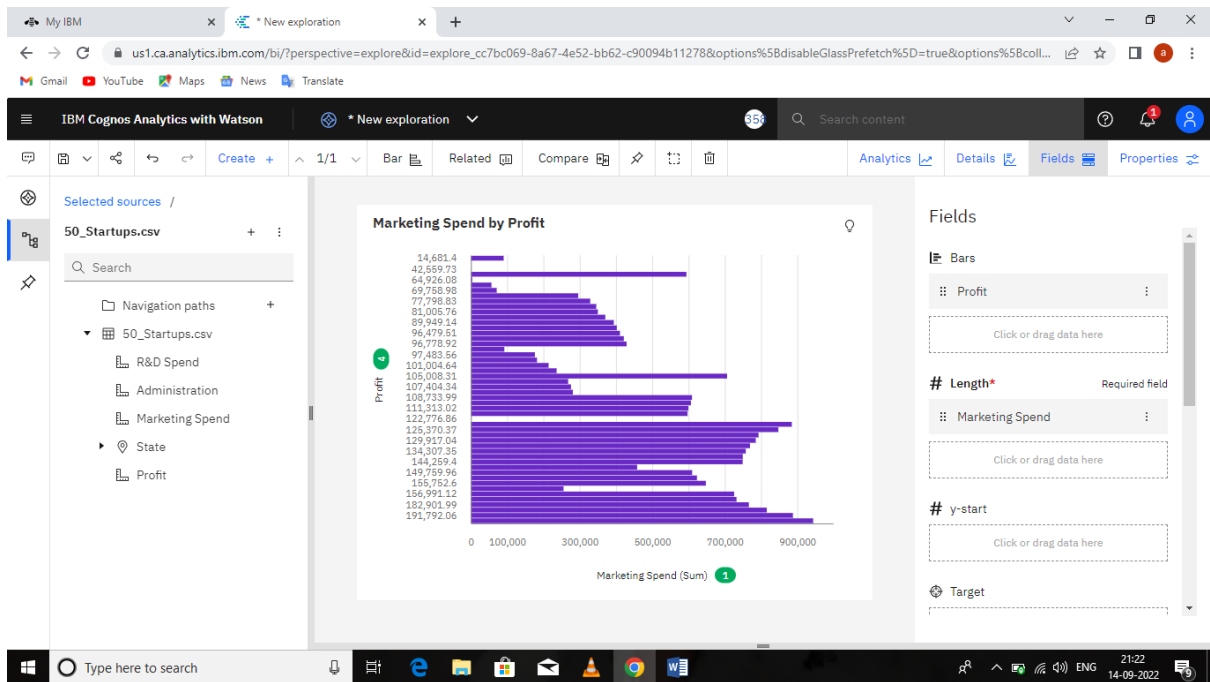 My IBM
* New exploration
us1.ca.analytics.ibm.com/bi/?perspective=explore&id=explore_cc7bc069-8a67-4e52-bb62-c90094b11278&options%5BdisableGlassPrefetch%5D=true&options%5Bcoll...
a
Gmail YouTube Maps News Translate
IBM Cognos Analytics with Watson
* New exploration
358
Search content
1
Create +
1/1
Bar
Related
Compare
Analytics
Details
Fields
Properties
Selected sources /
50_Startups.csv
Search
Navigation paths
50_Startups.csv
R&D Spend
Administration
Marketing Spend
State
Profit
Marketing Spend by Profit
14,681.4
42,559.73
64,926.08
69,758.98
77,798.83
81,005.76
89,949.14
96,479.51
96,778.92
97,483.56
101,004.64
105,008.31
107,404.34
108,733.99
111,313.02
122,776.86
125,370.37
129,917.04
134,307.35
144,259.4
149,759.96
155,752.6
156,991.12
182,901.99
191,792.06
Profit
4
0 100,000 300,000 500,000 700,000 900,000
Marketing Spend (Sum) 1
Fields
Bars
Profit
Click or drag data here
# Length* Required field
Marketing Spend
Click or drag data here
# y-start
Click or drag data here
Target
Type here to search
W
ENG
21:22
14-09-2022
9